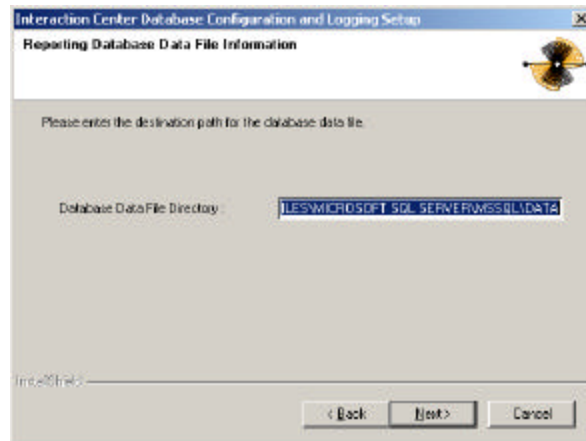 Interaction Center Database Configuration and Logging Setup
Reporting Database Data File Information
Please enter the destination path for the database data file.
Database Data File Directory :
ILES\MICROSOFT SQL SERVER\MSSQL\DATA
InstallShield
< Back
Next >
Cancel